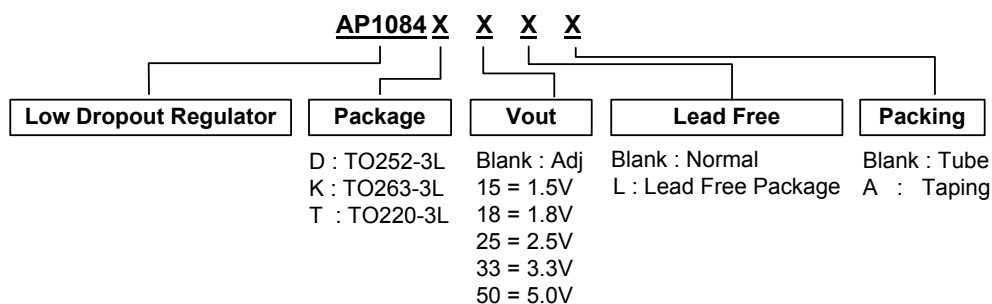 AP1084 X X X X
Low Dropout Regulator Package Vout Lead Free Packing
D : TO252-3L Blank : Adj Blank : Normal Blank : Tube
K : TO263-3L 15 = 1.5V L : Lead Free Package A : Taping
T : TO220-3L 18 = 1.8V
25 = 2.5V
33 = 3.3V
50 = 5.0V